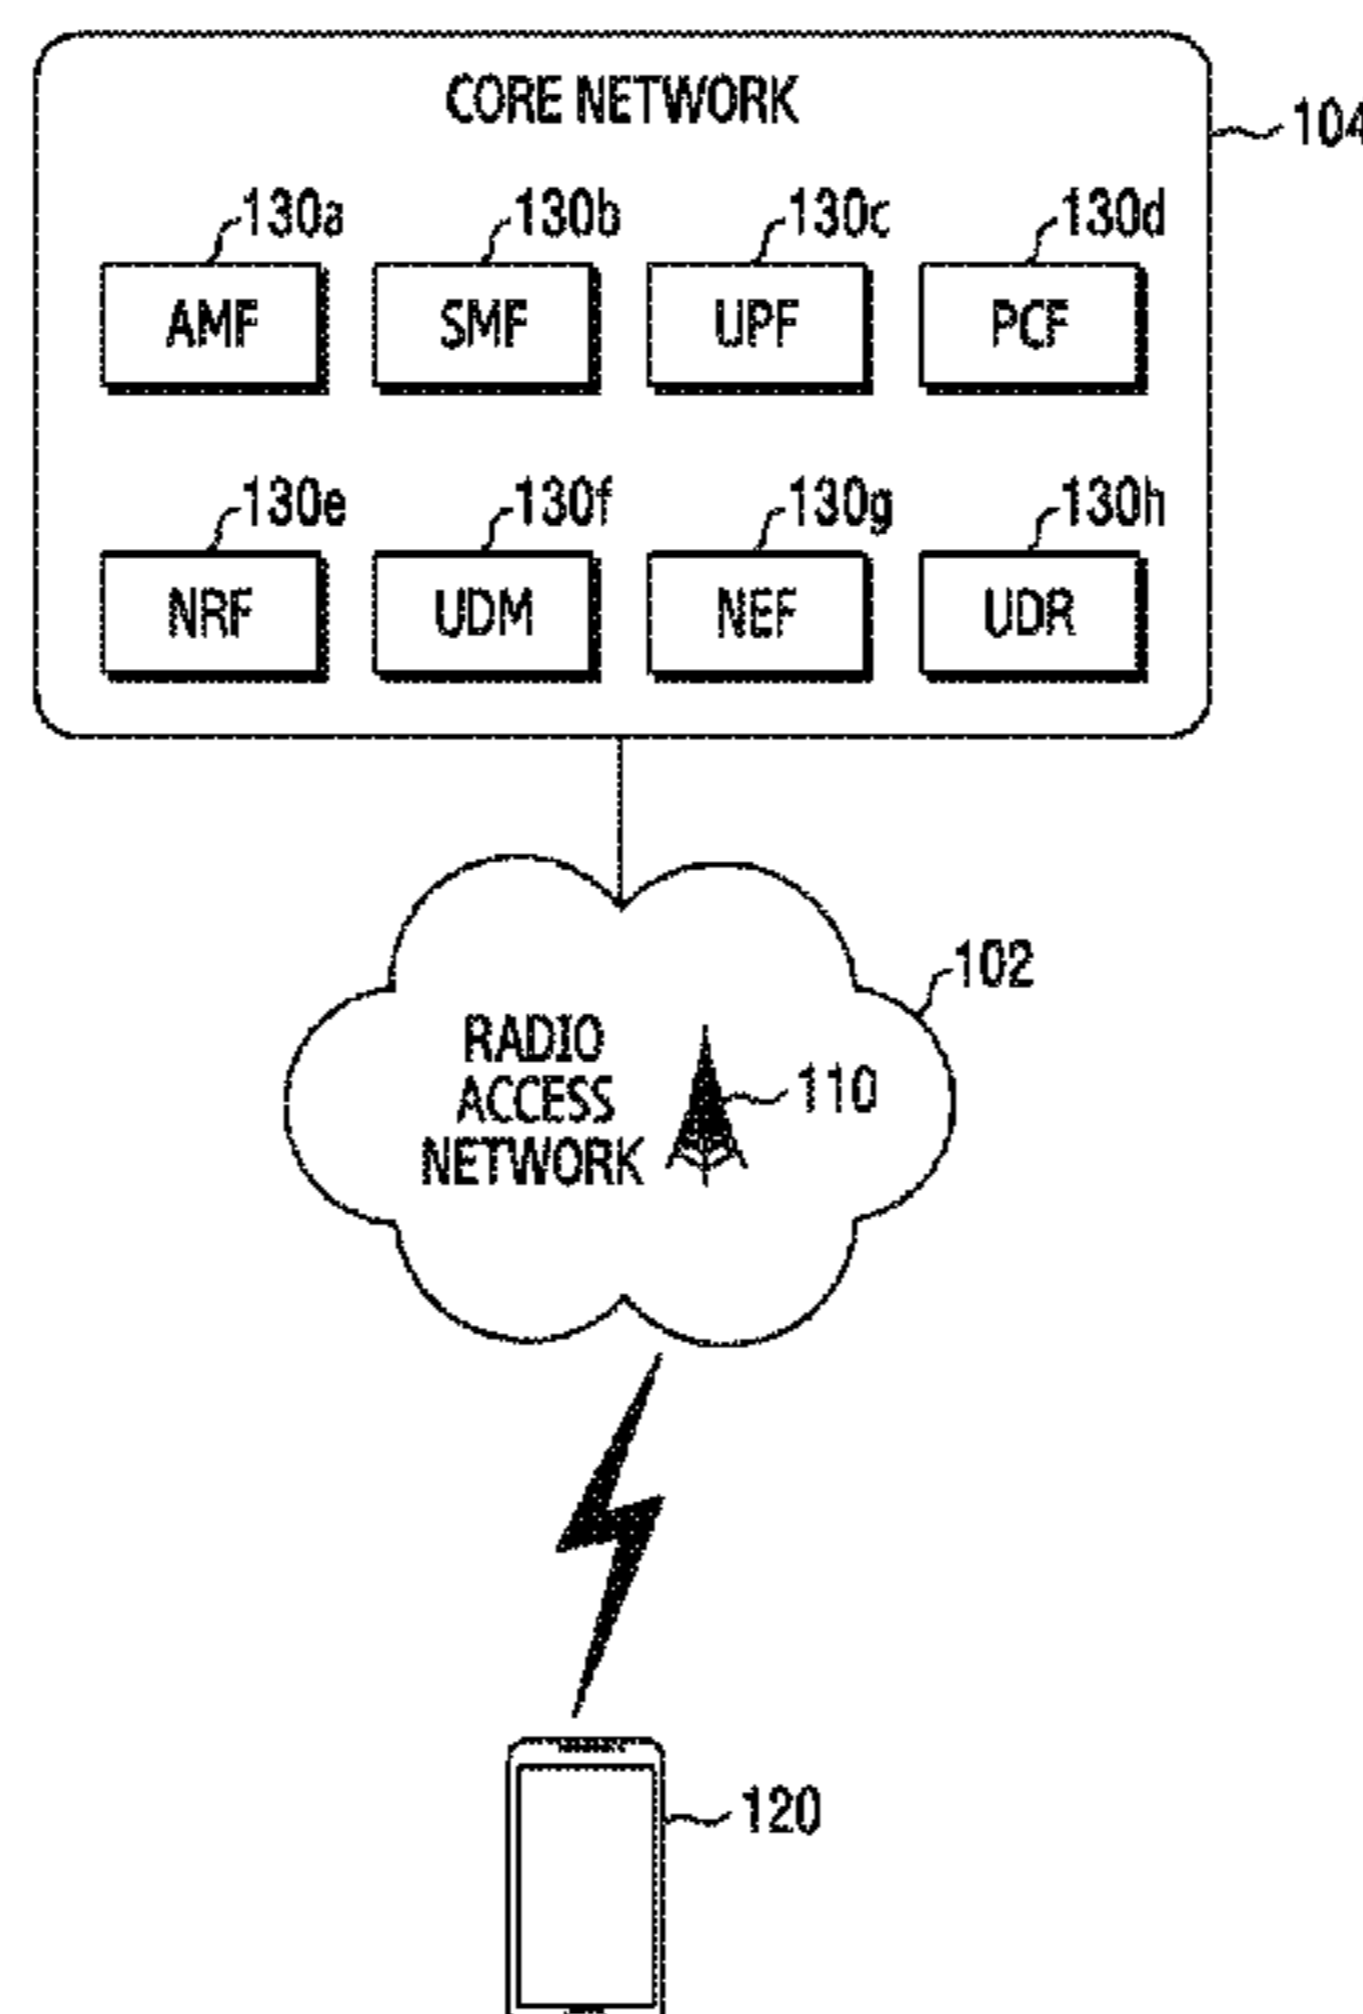 CORE NETWORK
104
130a 130b 130c 130d
AMF SMF UPF PCF
130e 130f 130g 130h
NRF UDM NEF UDR
102
RADIO
ACCESS
NETWORK
110
120